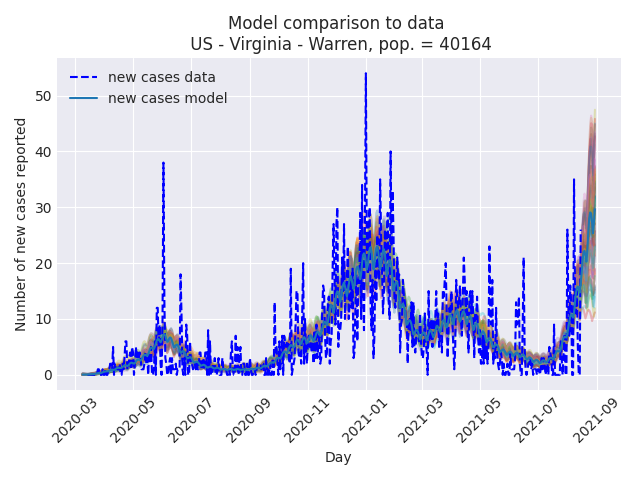 Model comparison to data
US - Virginia - Warren, pop. = 40164
new cases data
new cases model
Number of new cases reported
50
40
30
20
10
0
2020-03
2020-05
2020-07
2020-09
2020-11
2021-01
2021-03
2021-05
2021-07
2021-09
Day